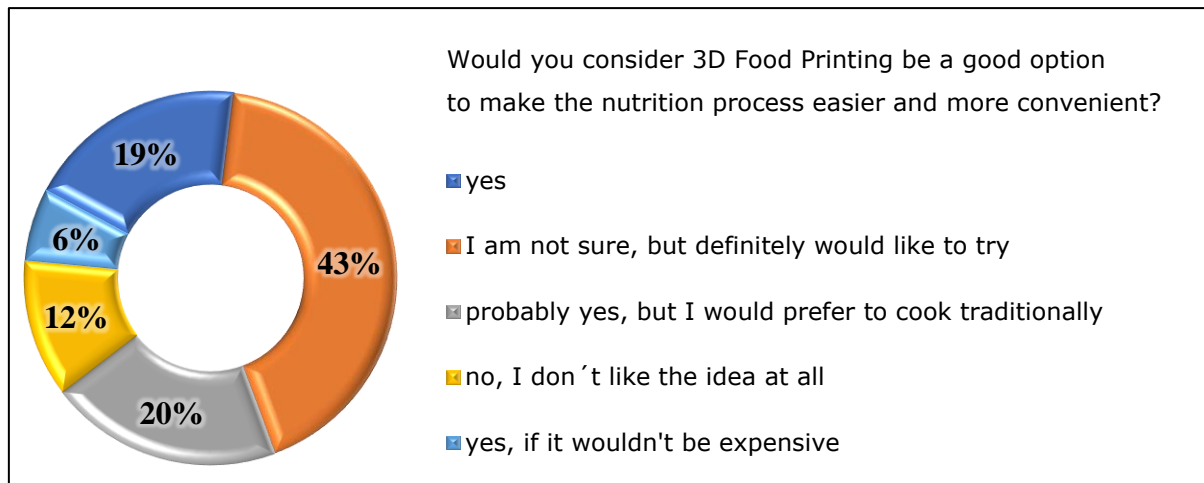 Would you consider 3D Food Printing be a good option
to make the nutrition process easier and more convenient?
yes
I am not sure, but definitely would like to try
probably yes, but I would prefer to cook traditionally
no, I don´t like the idea at all
yes, if it wouldn't be expensive
19%
43%
6%
12%
20%